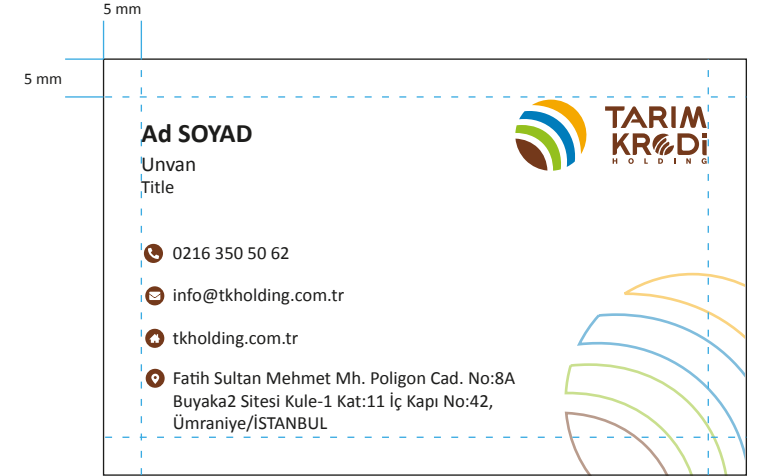 5 mm
5 mm
TARIM
KREDİ
HOLDING
Ad SOYAD
Unvan
Title
0216 350 50 62
info@tkholding.com.tr
tkholding.com.tr
Fatih Sultan Mehmet Mh. Poligon Cad. No:8A
Buyaka2 Sitesi Kule-1 Kat:11 İç Kapı No:42,
Ümraniye/İSTANBUL